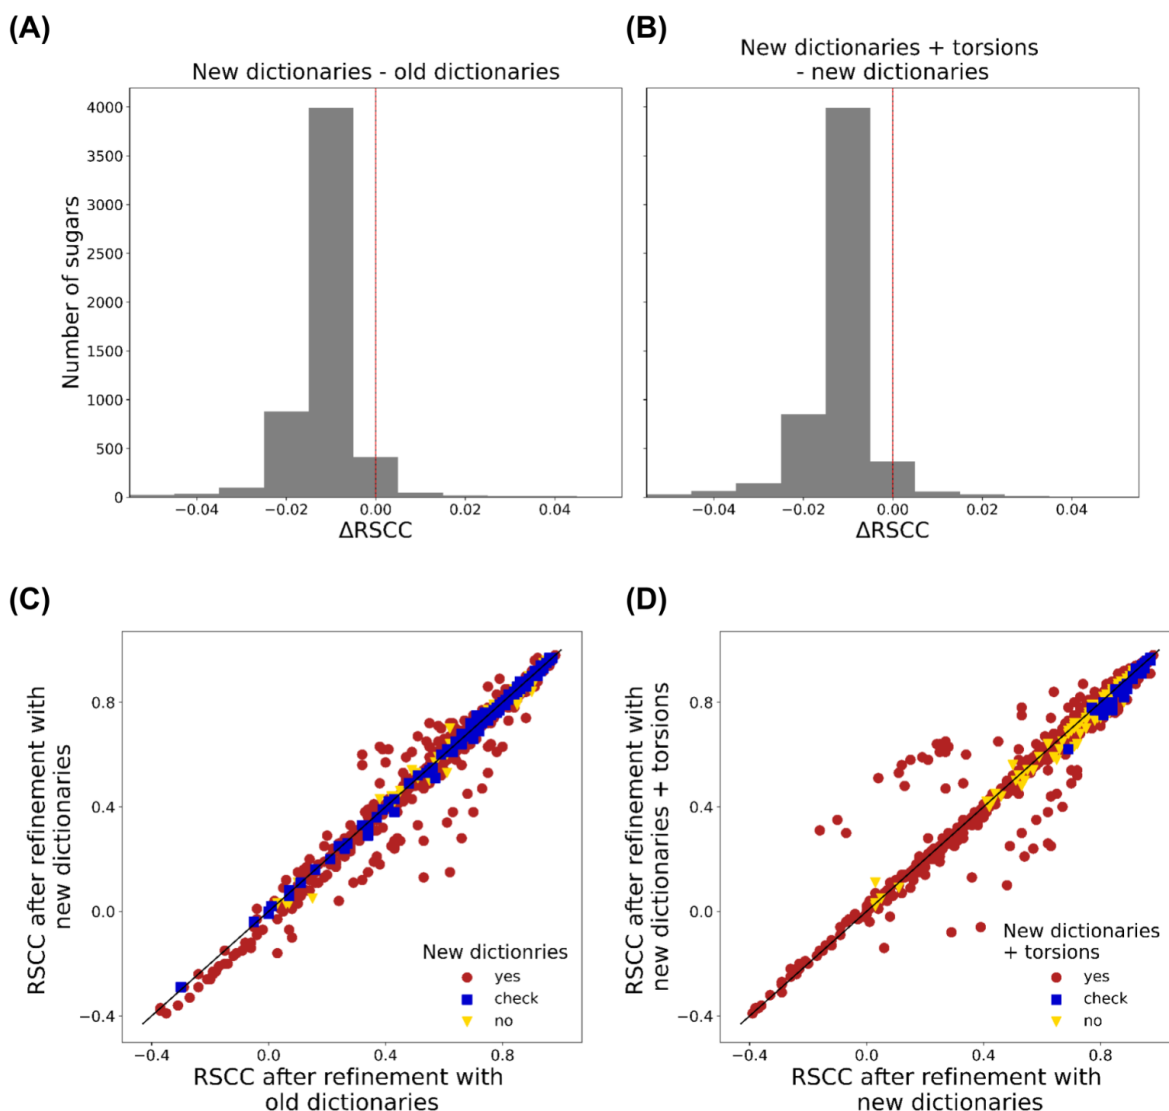 (A)
New dictionaries - old dictionaries
Number of sugars
4000
3500
3000
2500
2000
1500
1000
500
0
−0.04
−0.02
0.00
0.02
0.04
ΔRSCC
(B)
New dictionaries + torsions
- new dictionaries
−0.04
−0.02
0.00
0.02
0.04
ΔRSCC
(C)
RSCC after refinement with
new dictionaries
0.8
0.4
0.0
−0.4
New dictionries
yes
check
no
−0.4
0.0
0.4
0.8
RSCC after refinement with
old dictionaries
(D)
RSCC after refinement with
new dictionaries + torsions
0.8
0.4
0.0
−0.4
New dictionaries
+ torsions
yes
check
no
−0.4
0.0
0.4
0.8
RSCC after refinement with
new dictionaries